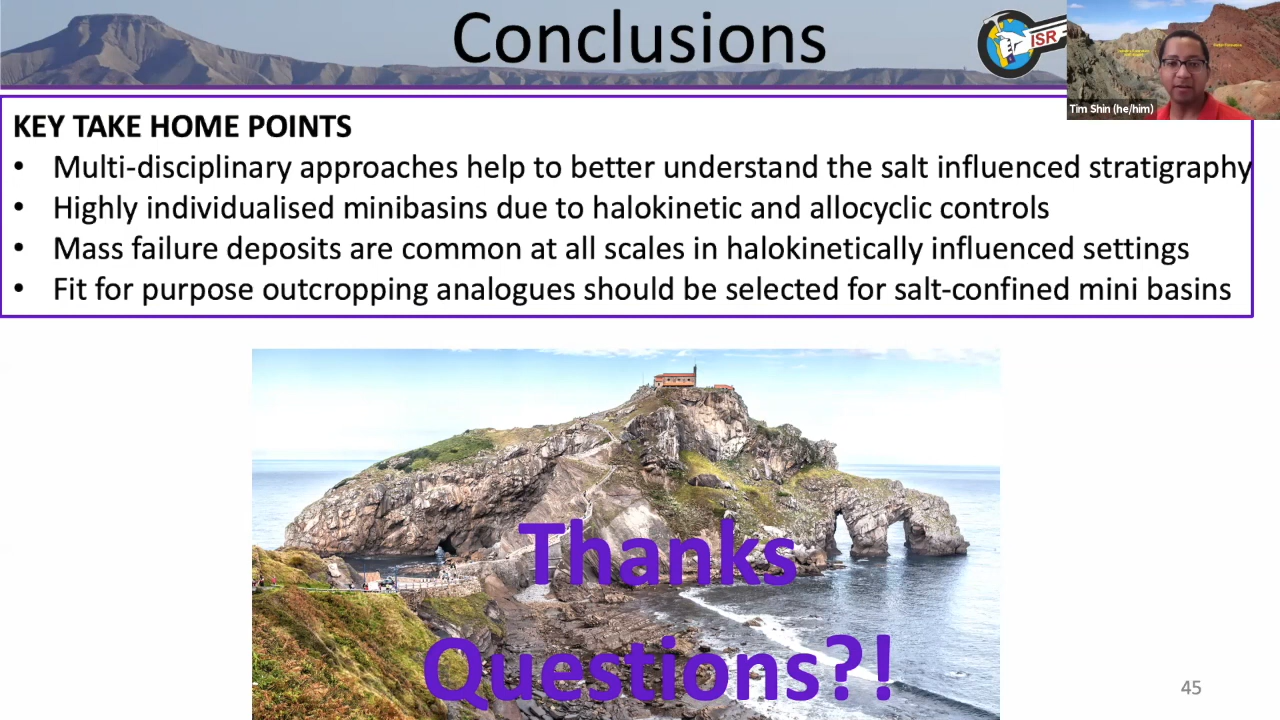 Conclusions
ISR
Tim Shin (he/him)
KEY TAKE HOME POINTS
• Multi-disciplinary approaches help to better understand the salt influenced stratigraphy
• Highly individualised minibasins due to halokinetic and allocyclic controls
• Mass failure deposits are common at all scales in halokinetically influenced settings
• Fit for purpose outcropping analogues should be selected for salt-confined mini basins
Thanks
Questions?!
45